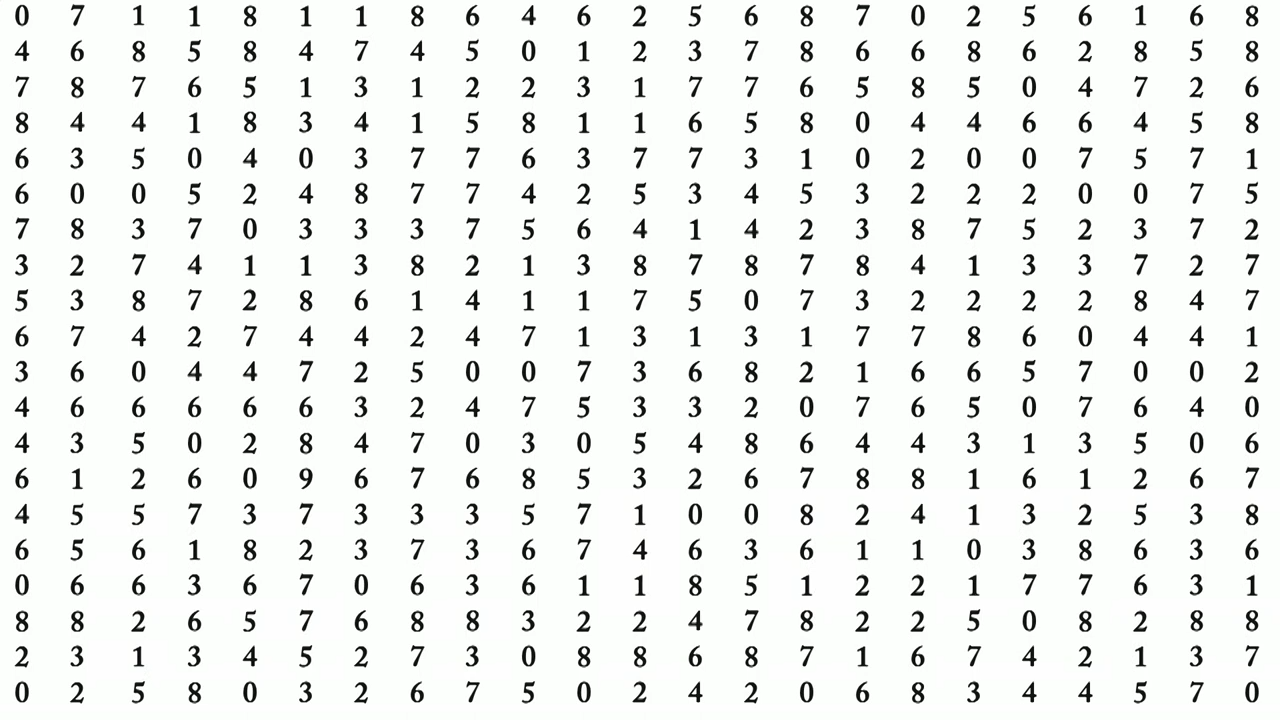 0 7 1 1 8 1 1 8 6 4 6 2 5 6 8 7 0 2 5 6 1 6 8
4 6 8 5 8 4 7 4 5 0 1 2 3 7 8 6 6 8 6 2 8 5 8
7 8 7 6 5 1 3 1 2 2 3 1 7 7 6 5 8 5 0 4 7 2 6
8 4 4 1 8 3 4 1 5 8 1 1 6 5 8 0 4 4 6 6 4 5 8
6 3 5 0 4 0 3 7 7 6 3 7 7 3 1 0 2 0 0 7 5 7 1
6 0 0 5 2 4 8 7 7 4 2 5 3 4 5 3 2 2 2 0 0 7 5
7 8 3 7 0 3 3 3 7 5 6 4 1 4 2 3 8 7 5 2 3 7 2
3 2 7 4 1 1 3 8 2 1 3 8 7 8 7 8 4 1 3 3 7 2 7
5 3 8 7 2 8 6 1 4 1 1 7 5 0 7 3 2 2 2 2 8 4 7
6 7 4 2 7 4 4 2 4 7 1 3 1 3 1 7 7 8 6 0 4 4 1
3 6 0 4 4 7 2 5 0 0 7 3 6 8 2 1 6 6 5 7 0 0 2
4 6 6 6 6 6 3 2 4 7 5 3 3 2 0 7 6 5 0 7 6 4 0
4 3 5 0 2 8 4 7 0 3 0 5 4 8 6 4 4 3 1 3 5 0 6
6 1 2 6 0 9 6 7 6 8 5 3 2 6 7 8 8 1 6 1 2 6 7
4 5 5 7 3 7 3 3 3 5 7 1 0 0 8 2 4 1 3 2 5 3 8
6 5 6 1 8 2 3 7 3 6 7 4 6 3 6 1 1 0 3 8 6 3 6
0 6 6 3 6 7 0 6 3 6 1 1 8 5 1 2 2 1 7 7 6 3 1
8 8 2 6 5 7 6 8 8 3 2 2 4 7 8 2 2 5 0 8 2 8 8
2 3 1 3 4 5 2 7 3 0 8 8 6 8 7 1 6 7 4 2 1 3 7
0 2 5 8 0 3 2 6 7 5 0 2 4 2 0 6 8 3 4 4 5 7 0